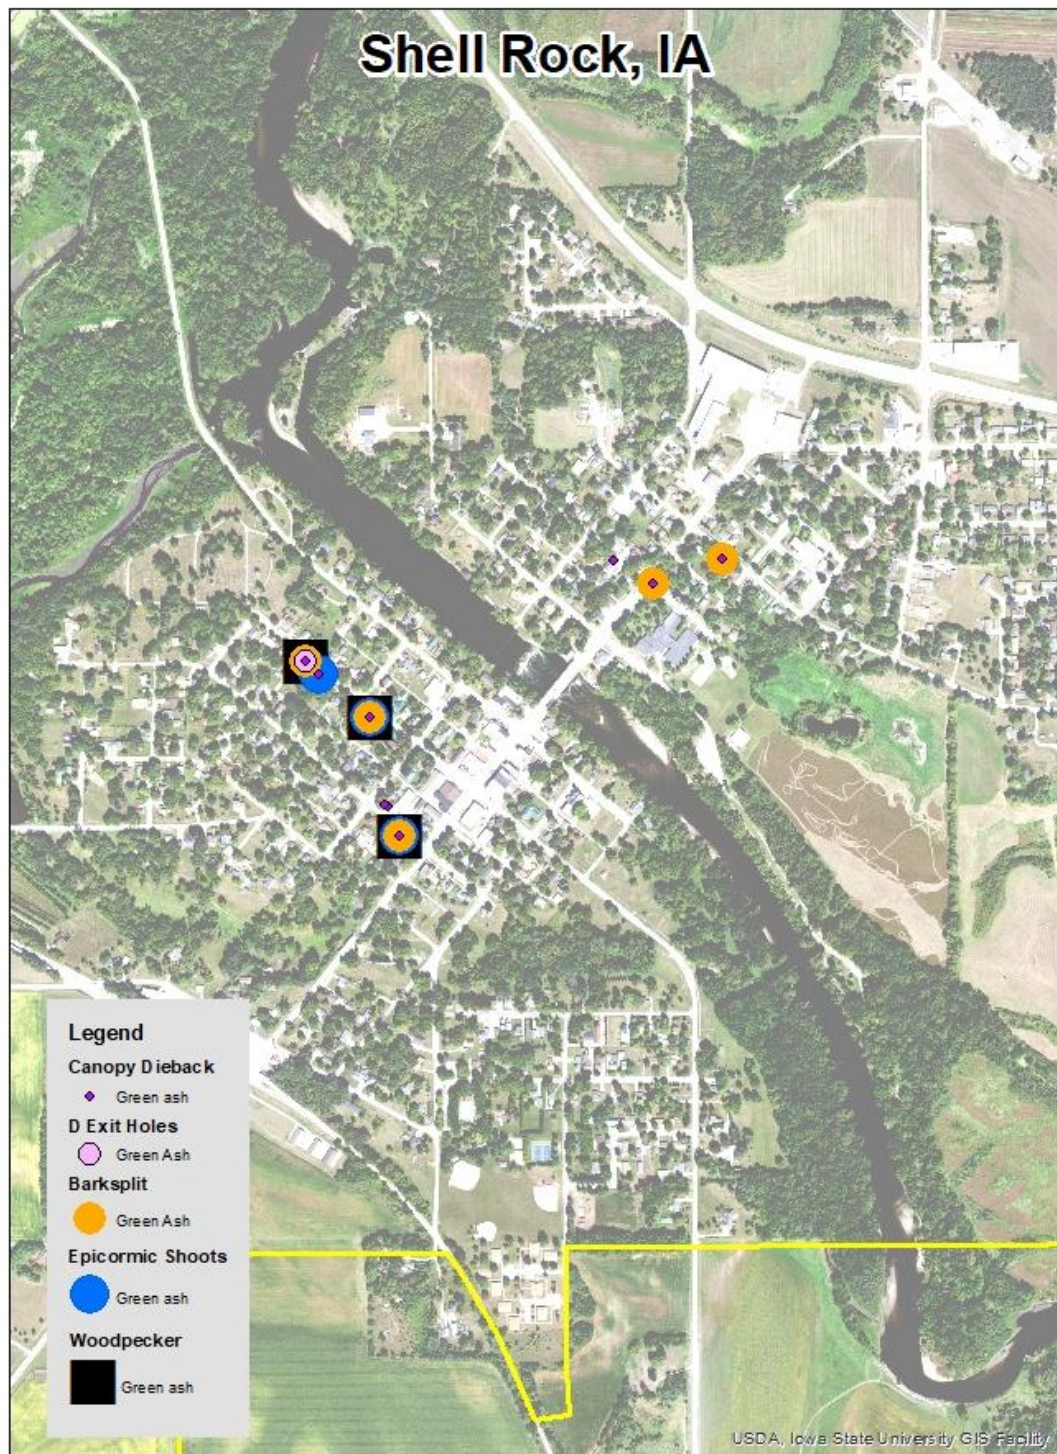 Shell Rock, IA
Legend
Canopy Dieback
Green ash
D Exit Holes
Green Ash
Barksplit
Green Ash
Epicormic Shoots
Green ash
Woodpecker
Green ash
USDA, Iowa State University GIS Facility